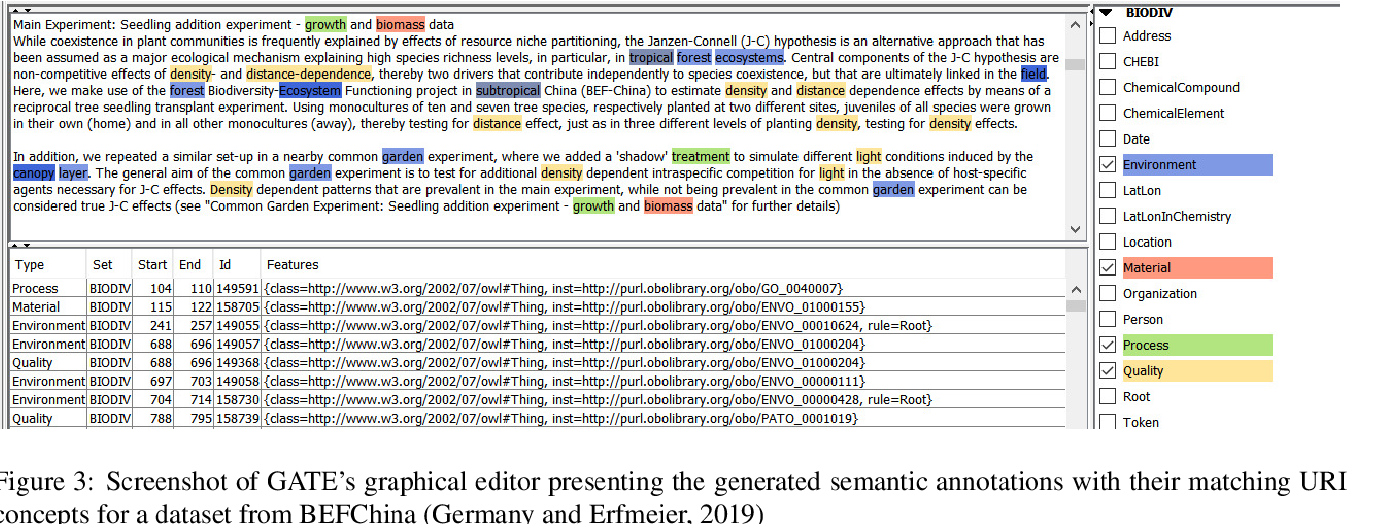 Main Experiment: Seedling addition experiment - growth and biomass data
While coexistence in plant communities is frequently explained by effects of resource niche partitioning, the Janzen-Connell (J-C) hypothesis is an alternative approach that has
been assumed as a major ecological mechanism explaining high species richness levels, in particular, in tropical forest ecosystems. Central components of the J-C hypothesis are
non-competitive effects of density- and distance-dependence, thereby two drivers that contribute independently to species coexistence, but that are ultimately linked in the field.
Here, we make use of the forest Biodiversity-Ecosystem Functioning project in subtropical China (BEF-China) to estimate density and distance dependence effects by means of a
reciprocal tree seedling transplant experiment. Using monocultures of ten and seven tree species, respectively planted at two different sites, juveniles of all species were grown
in their own (home) and in all other monocultures (away), thereby testing for distance effect, just as in three different levels of planting density, testing for density effects.
In addition, we repeated a similar set-up in a nearby common garden experiment, where we added a 'shadow' treatment to simulate different light conditions induced by the
canopy layer. The general aim of the common garden experiment is to test for additional density dependent intraspecific competition for light in the absence of host-specific
agents necessary for J-C effects. Density dependent patterns that are prevalent in the main experiment, while not being prevalent in the common garden experiment can be
considered true J-C effects (see "Common Garden Experiment: Seedling addition experiment - growth and biomass data" for further details)
Type Set Start End Id Features
Process BIODIV 104 110 149591 {class=http://www.w3.org/2002/07/owl#Thing, inst=http://purl.obolibrary.org/obo/GO_0040007}
Material BIODIV 115 122 158705 {class=http://www.w3.org/2002/07/owl#Thing, inst=http://purl.obolibrary.org/obo/ENVO_01000155}
Environment BIODIV 241 257 149055 {class=http://www.w3.org/2002/07/owl#Thing, inst=http://purl.obolibrary.org/obo/ENVO_00010624, rule=Root}
Environment BIODIV 688 696 149057 {class=http://www.w3.org/2002/07/owl#Thing, inst=http://purl.obolibrary.org/obo/ENVO_01000204}
Quality BIODIV 688 696 149368 {class=http://www.w3.org/2002/07/owl#Thing, inst=http://purl.obolibrary.org/obo/ENVO_01000204}
Environment BIODIV 697 703 149058 {class=http://www.w3.org/2002/07/owl#Thing, inst=http://purl.obolibrary.org/obo/ENVO_00000111}
Environment BIODIV 704 714 158730 {class=http://www.w3.org/2002/07/owl#Thing, inst=http://purl.obolibrary.org/obo/ENVO_00000428, rule=Root}
Quality BIODIV 788 795 158739 {class=http://www.w3.org/2002/07/owl#Thing, inst=http://purl.obolibrary.org/obo/PATO_0001019}
BIODIV
Address
CHEBI
ChemicalCompound
ChemicalElement
Date
Environment
LatLon
LatLonInChemistry
Location
Material
Organization
Person
Process
Quality
Root
Token
Figure 3: Screenshot of GATE's graphical editor presenting the generated semantic annotations with their matching URI
concepts for a dataset from BEFChina (Germany and Erfmeier, 2019)